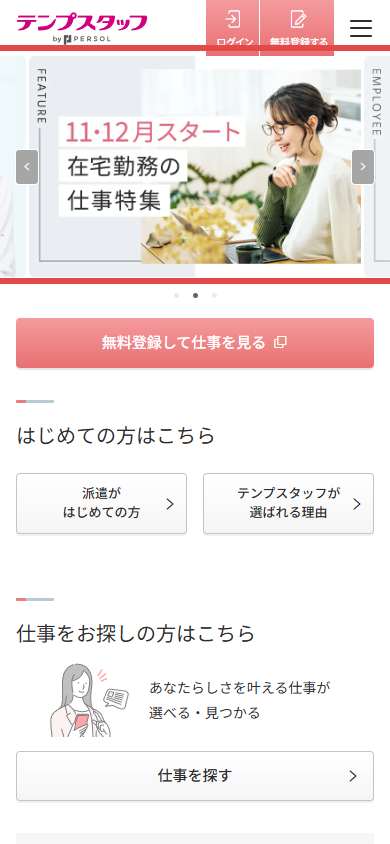 テンプスタッフ
by PERSOL
ログイン
無料登録する
FEATURE
11・12月スタート
在宅勤務の
仕事特集
EMPLOYEE
無料登録して仕事を見る
はじめての方はこちら
派遣が
はじめての方
テンプスタッフが
選ばれる理由
仕事をお探しの方はこちら
あなたらしさを叶える仕事が
選べる・見つかる
仕事を探す